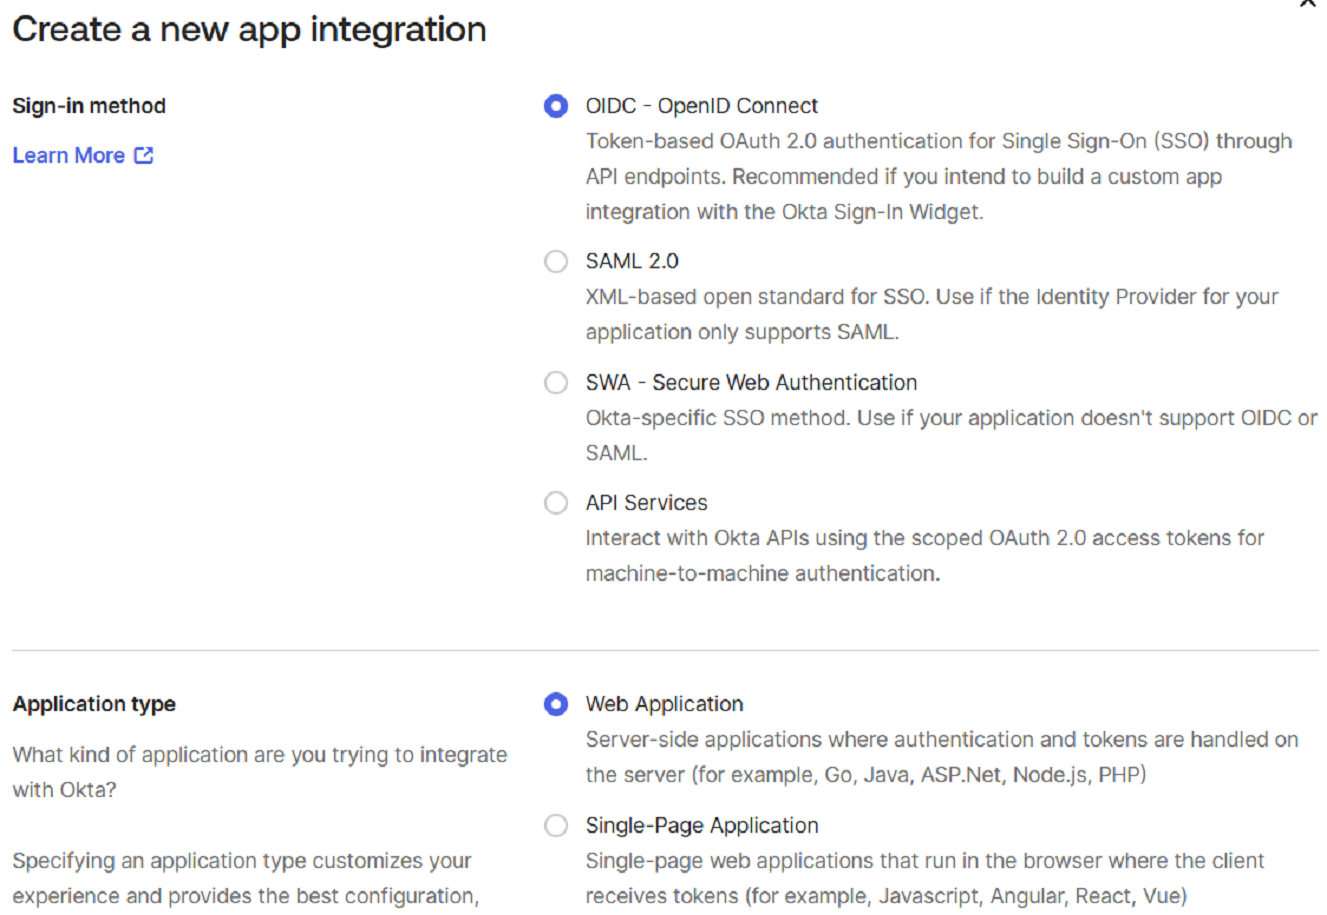 Create a new app integration
Sign-in method
Learn More
OIDC - OpenID Connect
Token-based OAuth 2.0 authentication for Single Sign-On (SSO) through
API endpoints. Recommended if you intend to build a custom app
integration with the Okta Sign-In Widget.
SAML 2.0
XML-based open standard for SSO. Use if the Identity Provider for your
application only supports SAML.
SWA - Secure Web Authentication
Okta-specific SSO method. Use if your application doesn't support OIDC or
SAML.
API Services
Interact with Okta APIs using the scoped OAuth 2.0 access tokens for
machine-to-machine authentication.
Application type
What kind of application are you trying to integrate
with Okta?
Specifying an application type customizes your
experience and provides the best configuration,
Web Application
Server-side applications where authentication and tokens are handled on
the server (for example, Go, Java, ASP.Net, Node.js, PHP)
Single-Page Application
Single-page web applications that run in the browser where the client
receives tokens (for example, Javascript, Angular, React, Vue)